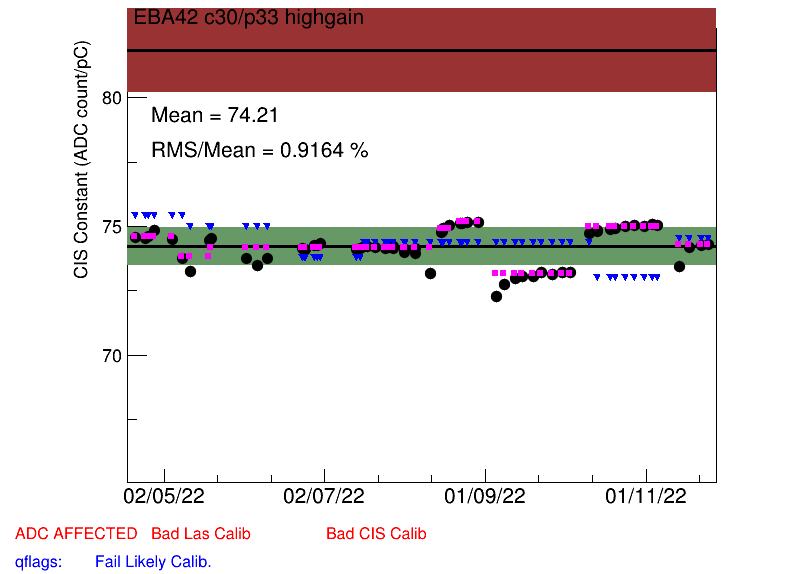 EBA42 c30/p33 highgain
CIS Constant (ADC count/pC)
Mean = 74.21
RMS/Mean = 0.9164 %
80
75
70
02/05/22 02/07/22 01/09/22 01/11/22
ADC AFFECTED Bad Las Calib Bad CIS Calib
qflags: Fail Likely Calib.